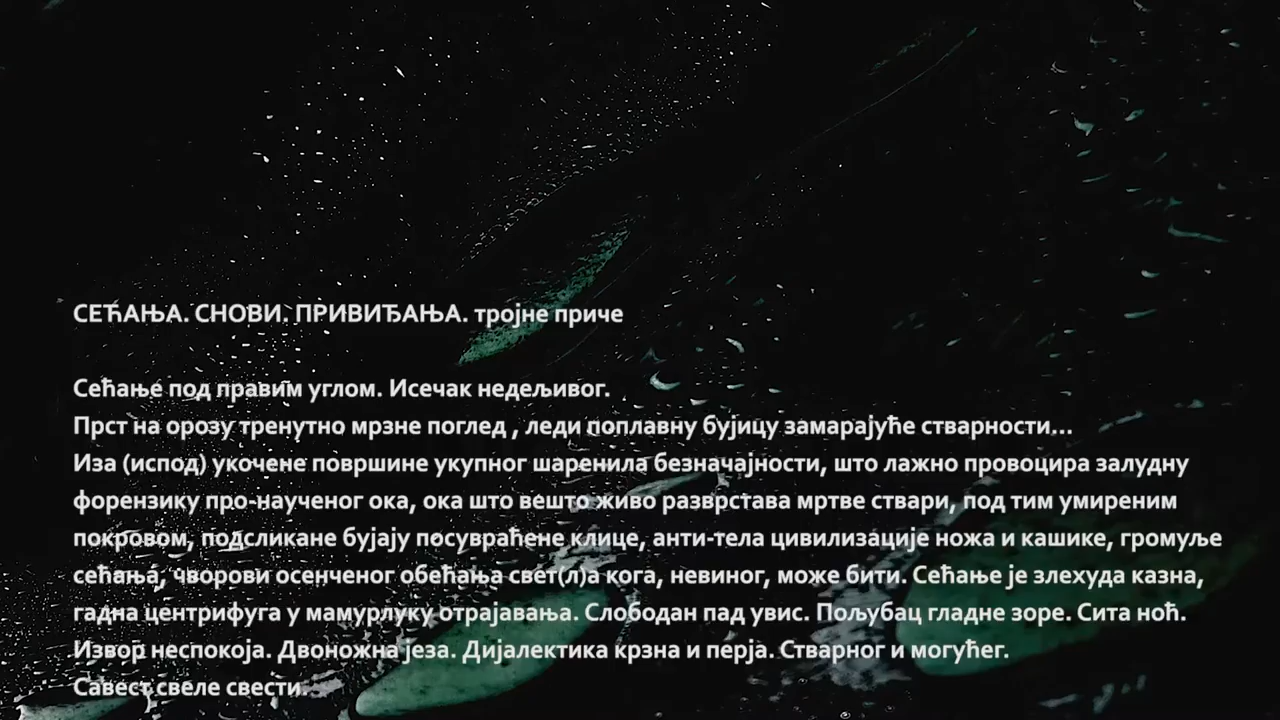 СЕЋАЊА. СНОВИ. ПРИВИЂАЊА. тројне приче
Сећање под правим углом. Исечак недељивог.
Прст на орозу тренутно мрзне поглед , леди поплавну бујицу замарајуће стварности...
Иза (испод) укочене површине укупног шаренила безначајности, што лажно провоцира залудну
форензику про-наученог ока, ока што вешто живо разврстава мртве ствари, под тим умиреним
покровом, подсликане бујају посувраћене клице, анти-тела цивилизације ножа и кашике, громуље
сећања, чворови осенченог обећања свет(л)а кога, невиног, може бити. Сећање је злехуда казна,
гадна центрифуга у мамурлуку отрајавања. Слободан пад увис. Пољубац гладне зоре. Сита ноћ.
Извор неспокоја. Двоножна језа. Дијалектика крзна и перја. Стварног и могућег.
Савест свеле свести.